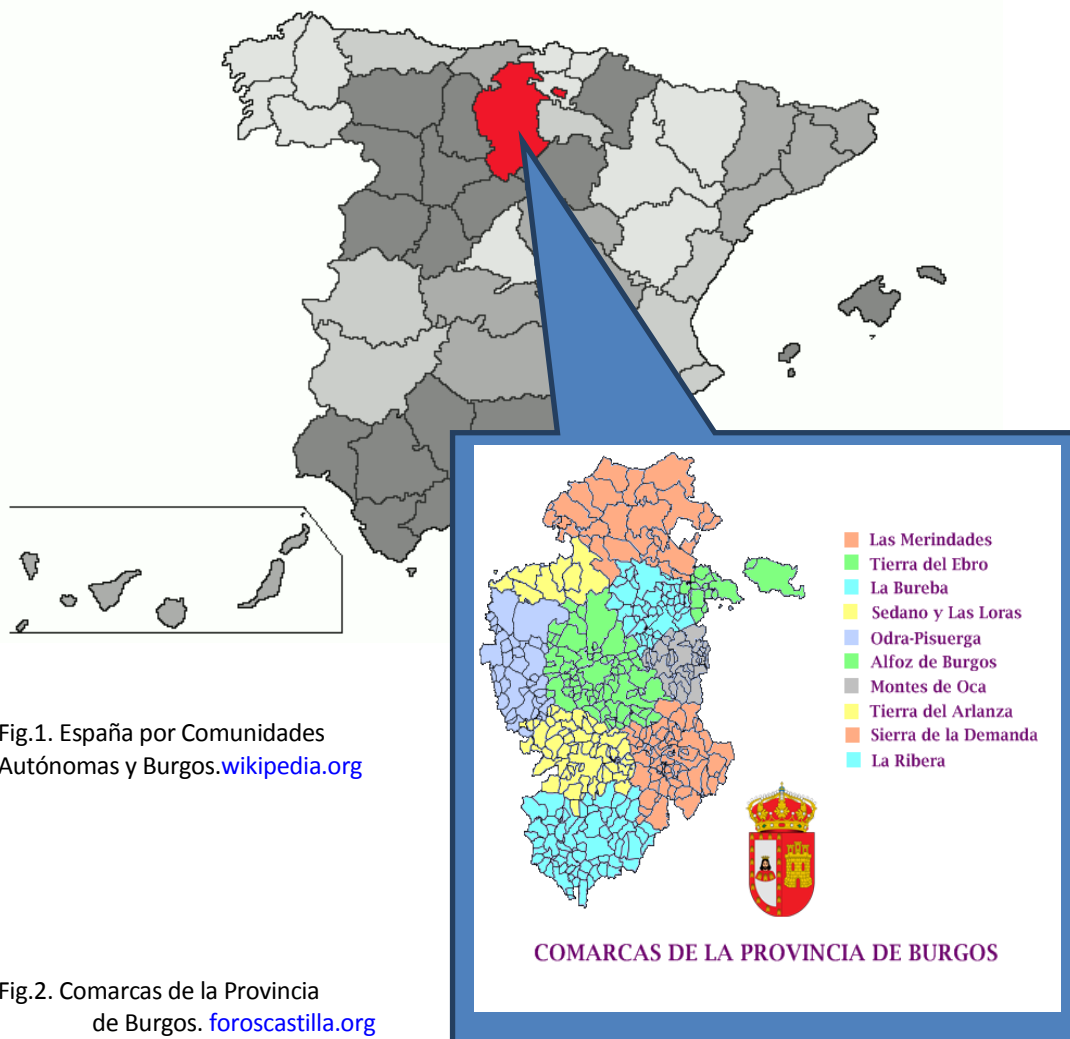 Las Merindades
Tierra del Ebro
La Bureba
Sedano y Las Loras
Odra-Pisuerga
Alfoz de Burgos
Montes de Oca
Tierra del Arlanza
Sierra de la Demanda
La Ribera
COMARCAS DE LA PROVINCIA DE BURGOS
Fig.1. España por Comunidades
Autónomas y Burgos.wikipedia.org
Fig.2. Comarcas de la Provincia
de Burgos. foroscastilla.org